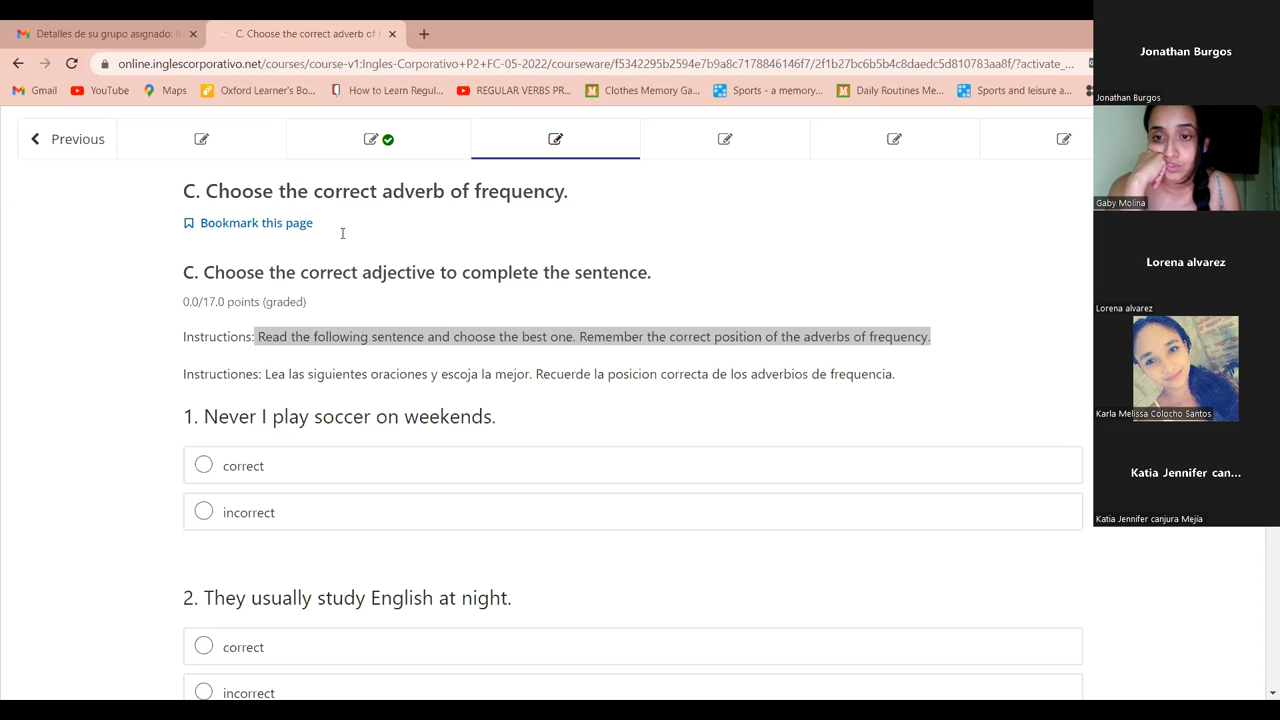 Detalles de su grupo asignado: I
C. Choose the correct adverb of f
online.inglescorporativo.net/courses/course-v1:Ingles-Corporativo+P2+FC-05-2022/courseware/f5342295b2594e7b9a8c7178846146f7/2f1b27bc6b5b4c8daedc5d810783aa8f/?activate_...
Gmail
YouTube
Maps
Oxford Learner's Bo...
How to Learn Regul...
REGULAR VERBS PR...
Clothes Memory Ga...
Sports - a memory...
Daily Routines Me...
Sports and leisure a...
Previous
C. Choose the correct adverb of frequency.
Bookmark this page
C. Choose the correct adjective to complete the sentence.
0.0/17.0 points (graded)
Instructions: Read the following sentence and choose the best one. Remember the correct position of the adverbs of frequency.
Instructiones: Lea las siguientes oraciones y escoja la mejor. Recuerde la posicion correcta de los adverbios de frecuencia.
1. Never I play soccer on weekends.
correct
incorrect
2. They usually study English at night.
correct
incorrect
Jonathan Burgos
Jonathan Burgos
Gaby Molina
Lorena alvarez
Lorena alvarez
Karla Melissa Colocho Santos
Katia Jennifer can...
Katia Jennifer canjura Mejía